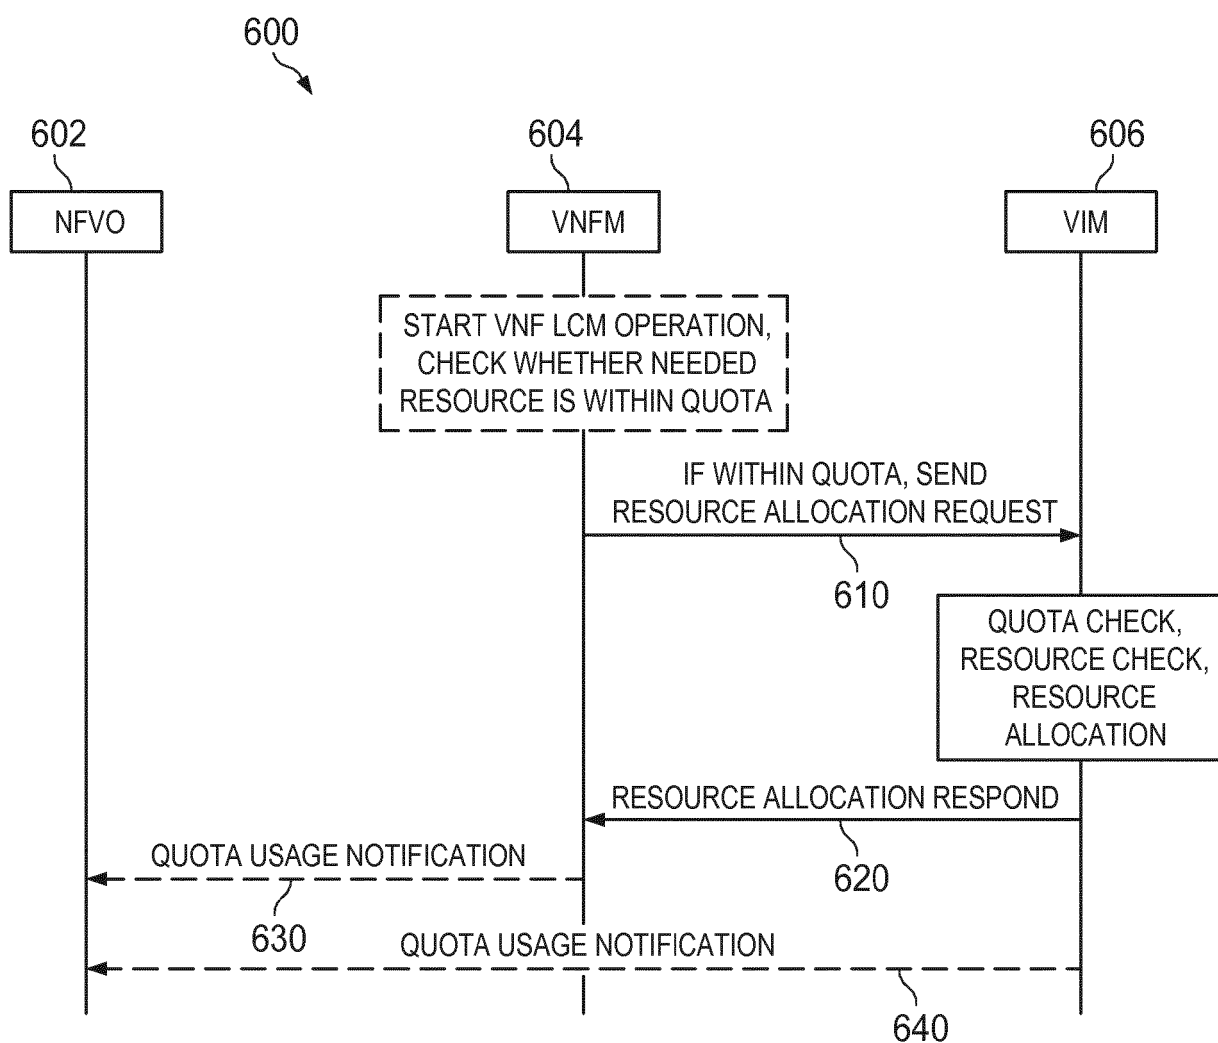 600
602
604
606
NFVO
VNFM
VIM
START VNF LCM OPERATION,
CHECK WHETHER NEEDED
RESOURCE IS WITHIN QUOTA
IF WITHIN QUOTA, SEND
RESOURCE ALLOCATION REQUEST
610
QUOTA CHECK,
RESOURCE CHECK,
RESOURCE
ALLOCATION
RESOURCE ALLOCATION RESPOND
620
QUOTA USAGE NOTIFICATION
630
QUOTA USAGE NOTIFICATION
640